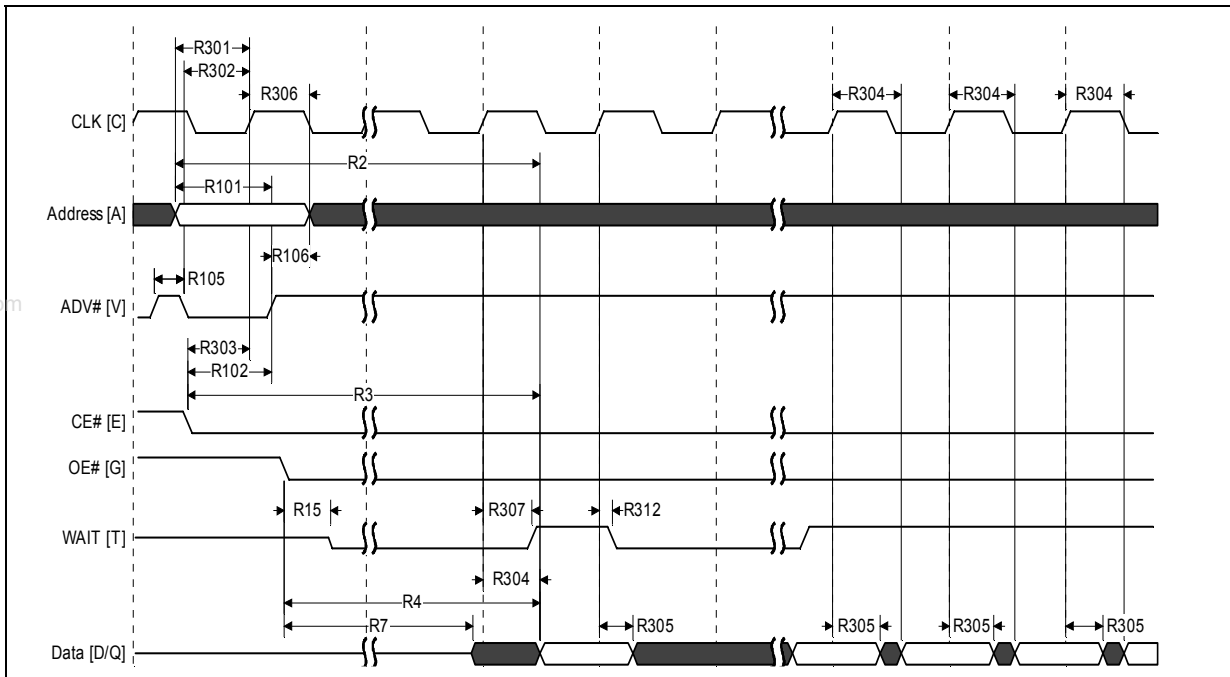 R301
R302
R306
R304 R304 R304
CLK [C]
R2
R101
Address [A]
R106
R105
om
ADV# [V]
R303
R102
R3
CE# [E]
OE# [G]
R15 R307 R312
WAIT [T]
R304
R4
R7 R305 R305 R305 R305
Data [D/Q]